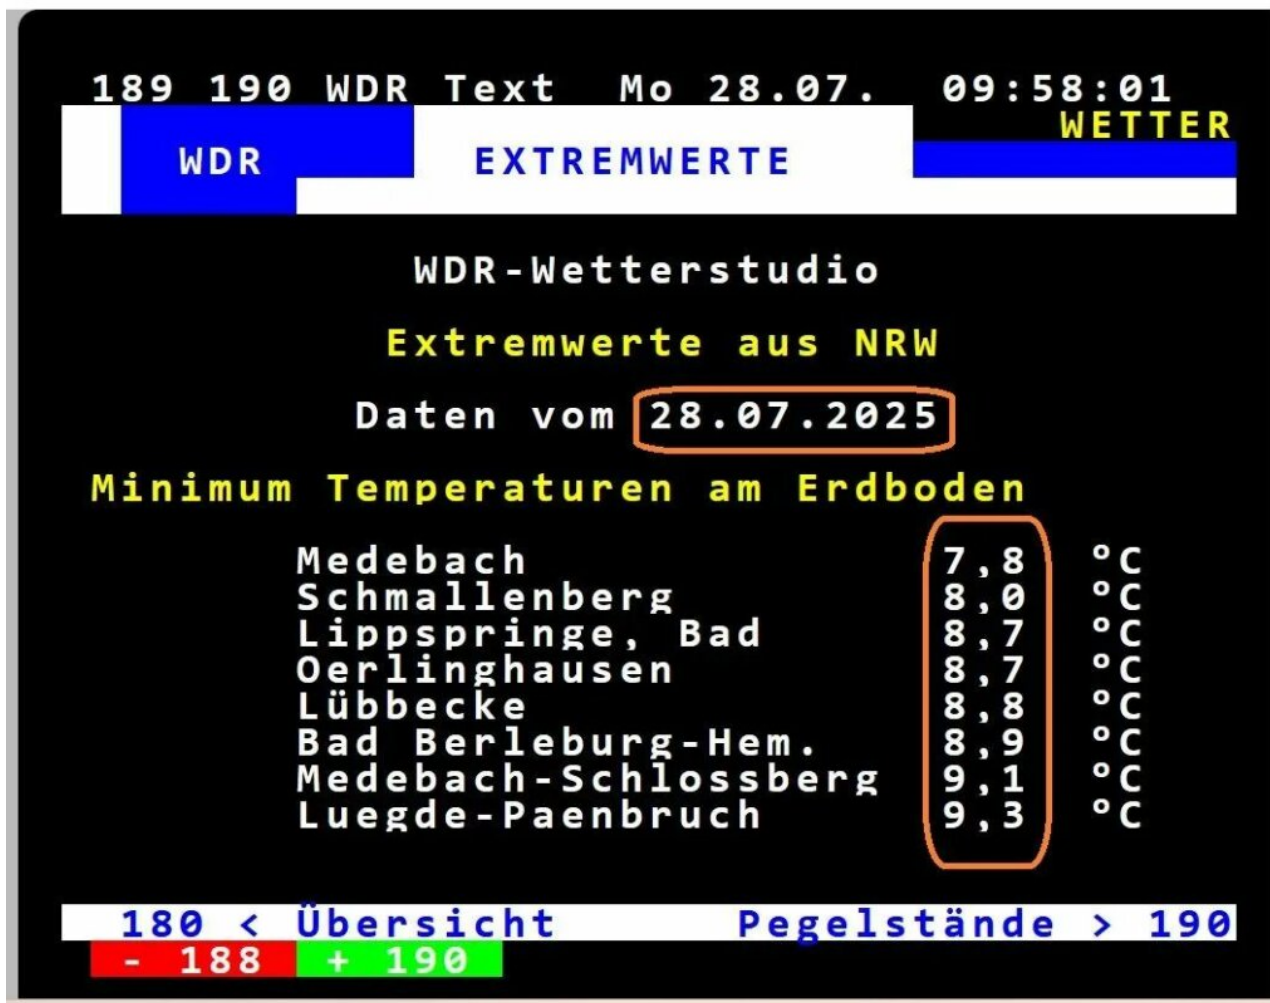 189 190 WDR Text Mo 28.07. 09:58:01
WETTER
WDR EXTREMWERTE
WDR-Wetterstudio
Extremwerte aus NRW
Daten vom 28.07.2025
Minimum Temperaturen am Erdboden
Medebach 7,8 °C
Schmallenberg 8,0 °C
Lippspringe, Bad 8,7 °C
Oerlinghausen 8,7 °C
Lübbecke 8,8 °C
Bad Berleburg-Hem. 8,9 °C
Medebach-Schlossberg 9,1 °C
Luegde-Paenbruch 9,3 °C
180 < Übersicht Pegelstände > 190
- 188 + 190